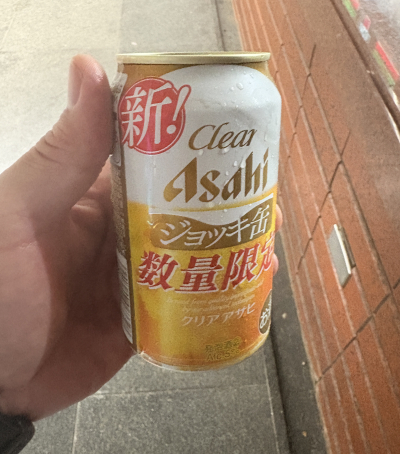 新!
Clear
Asahi
ジョッキ缶
数量限定
クリアアサヒ